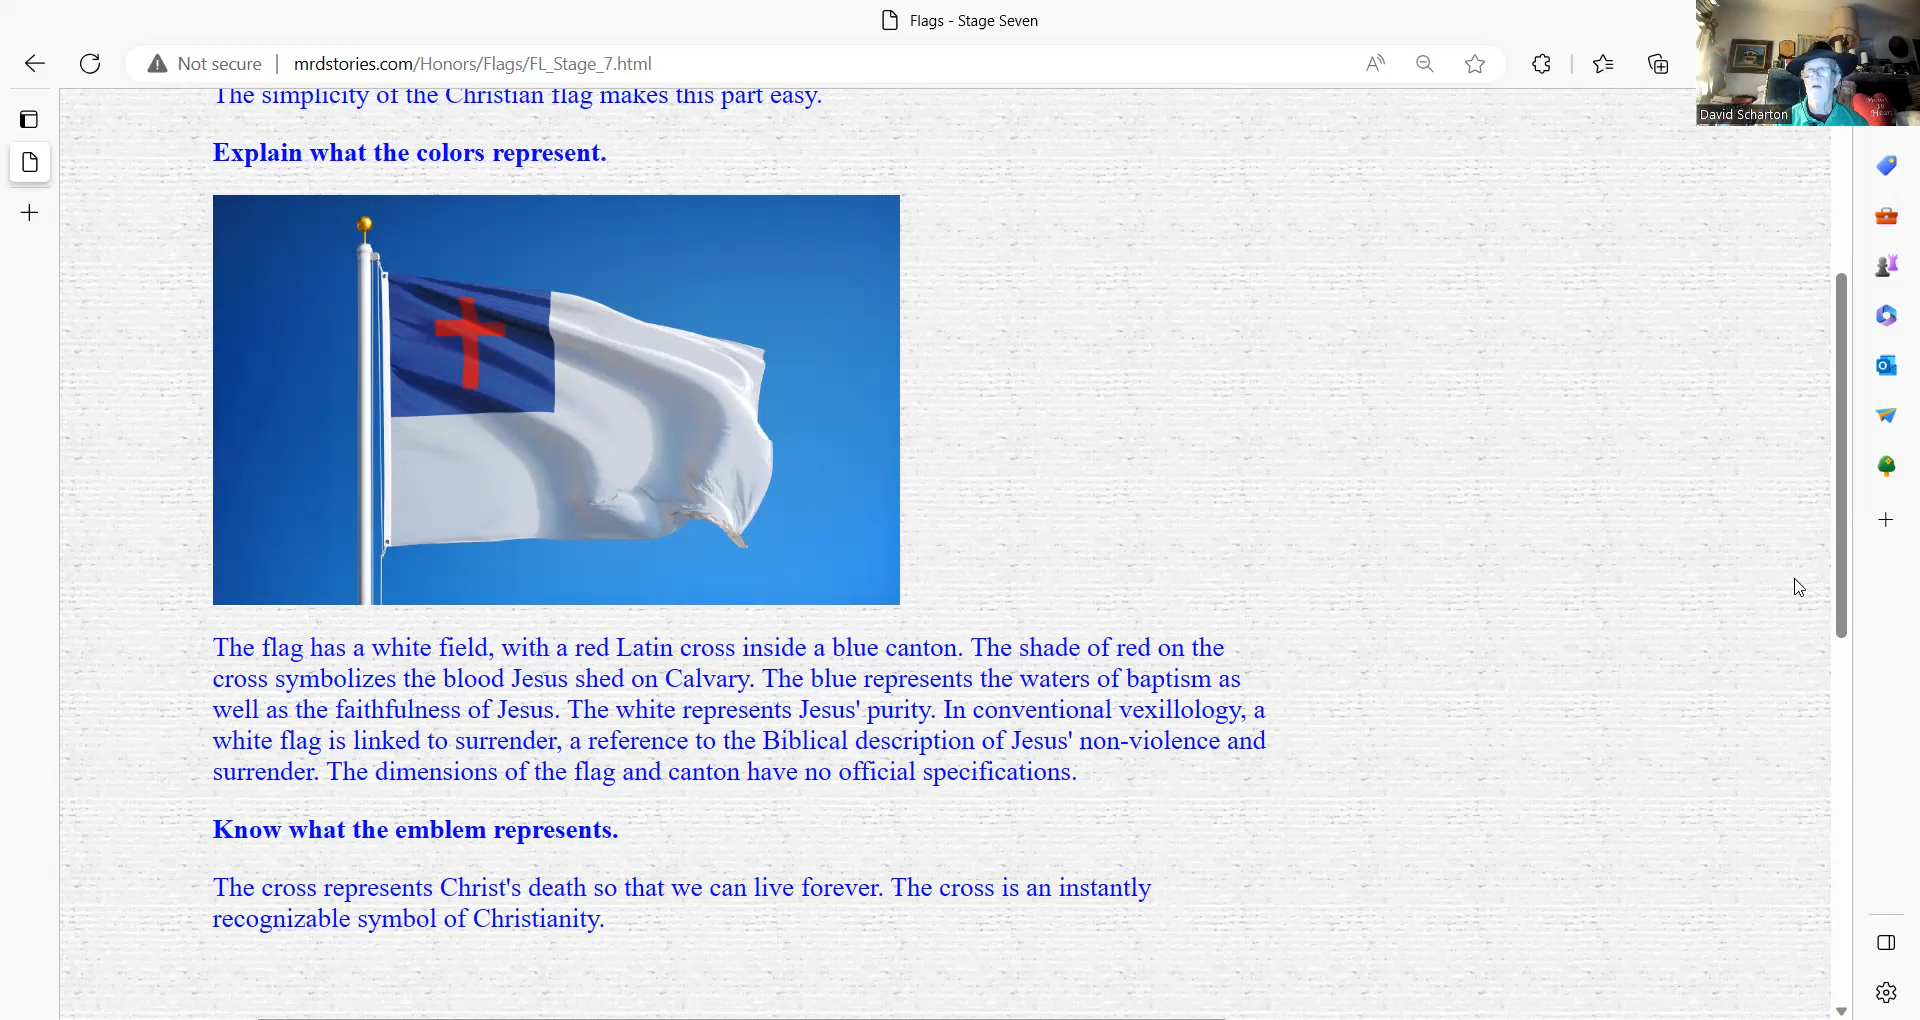 Flags - Stage Seven
Not secure
mrdstories.com/Honors/Flags/FL_Stage_7.html
David Scharton
The simplicity of the Christian flag makes this part easy.
Explain what the colors represent.
The flag has a white field, with a red Latin cross inside a blue canton. The shade of red on the
cross symbolizes the blood Jesus shed on Calvary. The blue represents the waters of baptism as
well as the faithfulness of Jesus. The white represents Jesus' purity. In conventional vexillology, a
white flag is linked to surrender, a reference to the Biblical description of Jesus' non-violence and
surrender. The dimensions of the flag and canton have no official specifications.
Know what the emblem represents.
The cross represents Christ's death so that we can live forever. The cross is an instantly
recognizable symbol of Christianity.